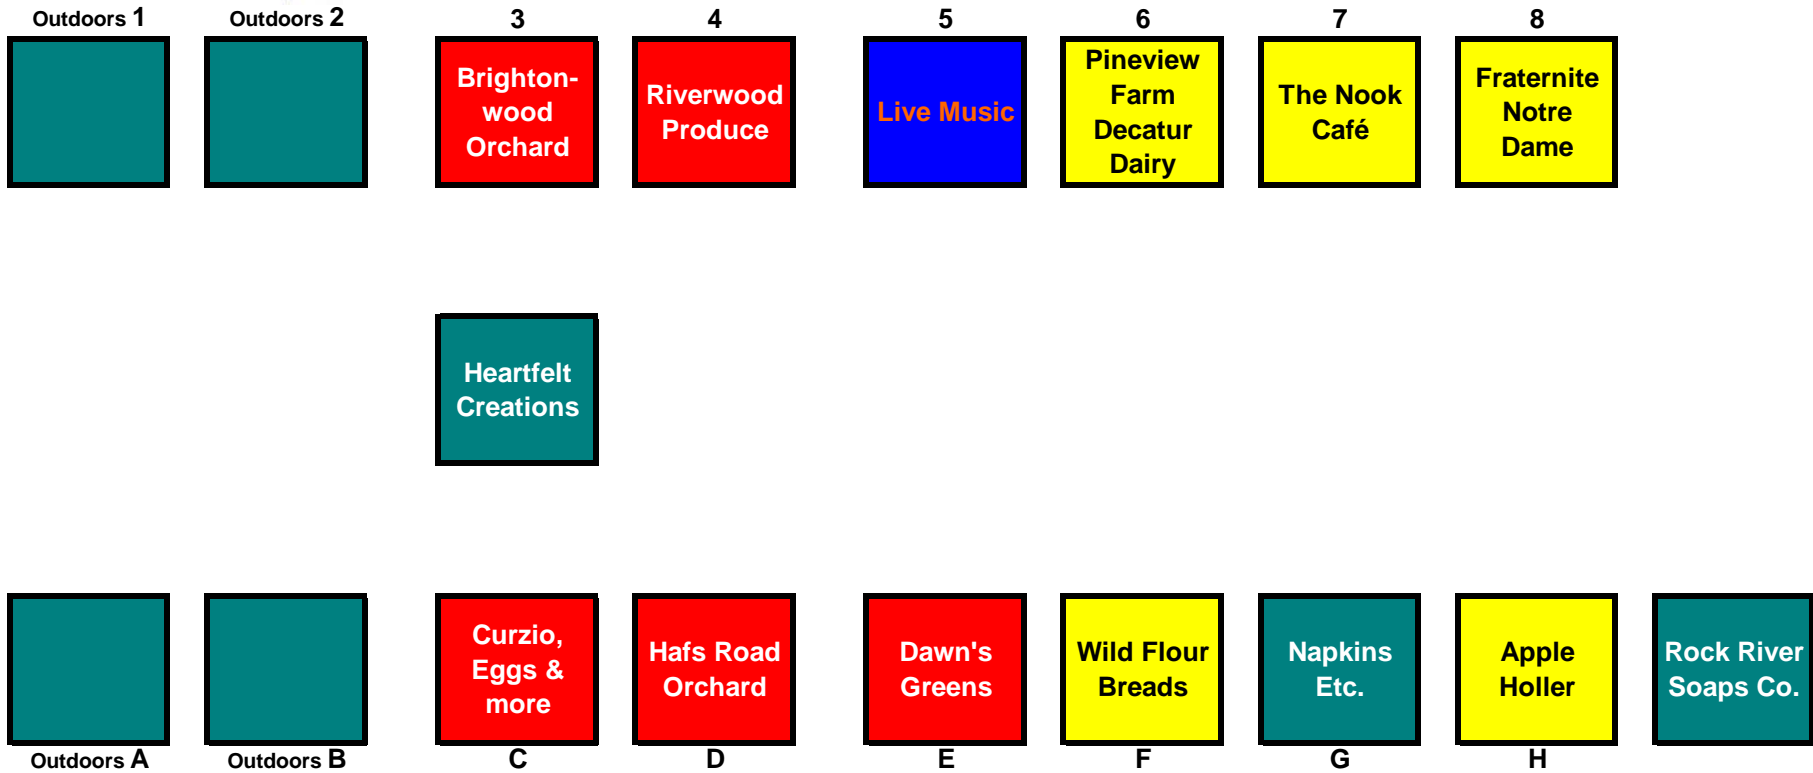 Outdoors 1
Outdoors 2
3
4
5
6
7
8
Brighton-
wood
Orchard
Riverwood
Produce
Live Music
Pineview
Farm
Decatur
Dairy
The Nook
Café
Fraternite
Notre
Dame
Heartfelt
Creations
Curzio,
Eggs &
more
Hafs Road
Orchard
Dawn's
Greens
Wild Flour
Breads
Napkins
Etc.
Apple
Holler
Rock River
Soaps Co.
Outdoors A
Outdoors B
C
D
E
F
G
H